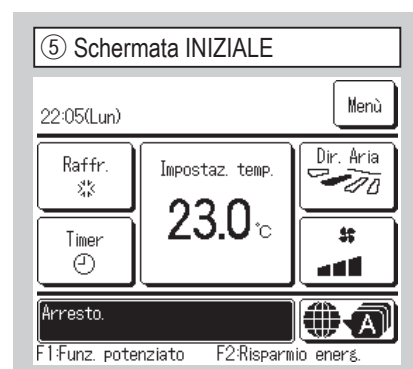 ⑤ Schermata INIZIALE
22:05(Lun)
Menù
Raffr.
Impostaz. temp.
Dir. Aria
23.0 °C
Timer
Arresto.
A
F1:Funz. potenziato F2:Risparmio energ.